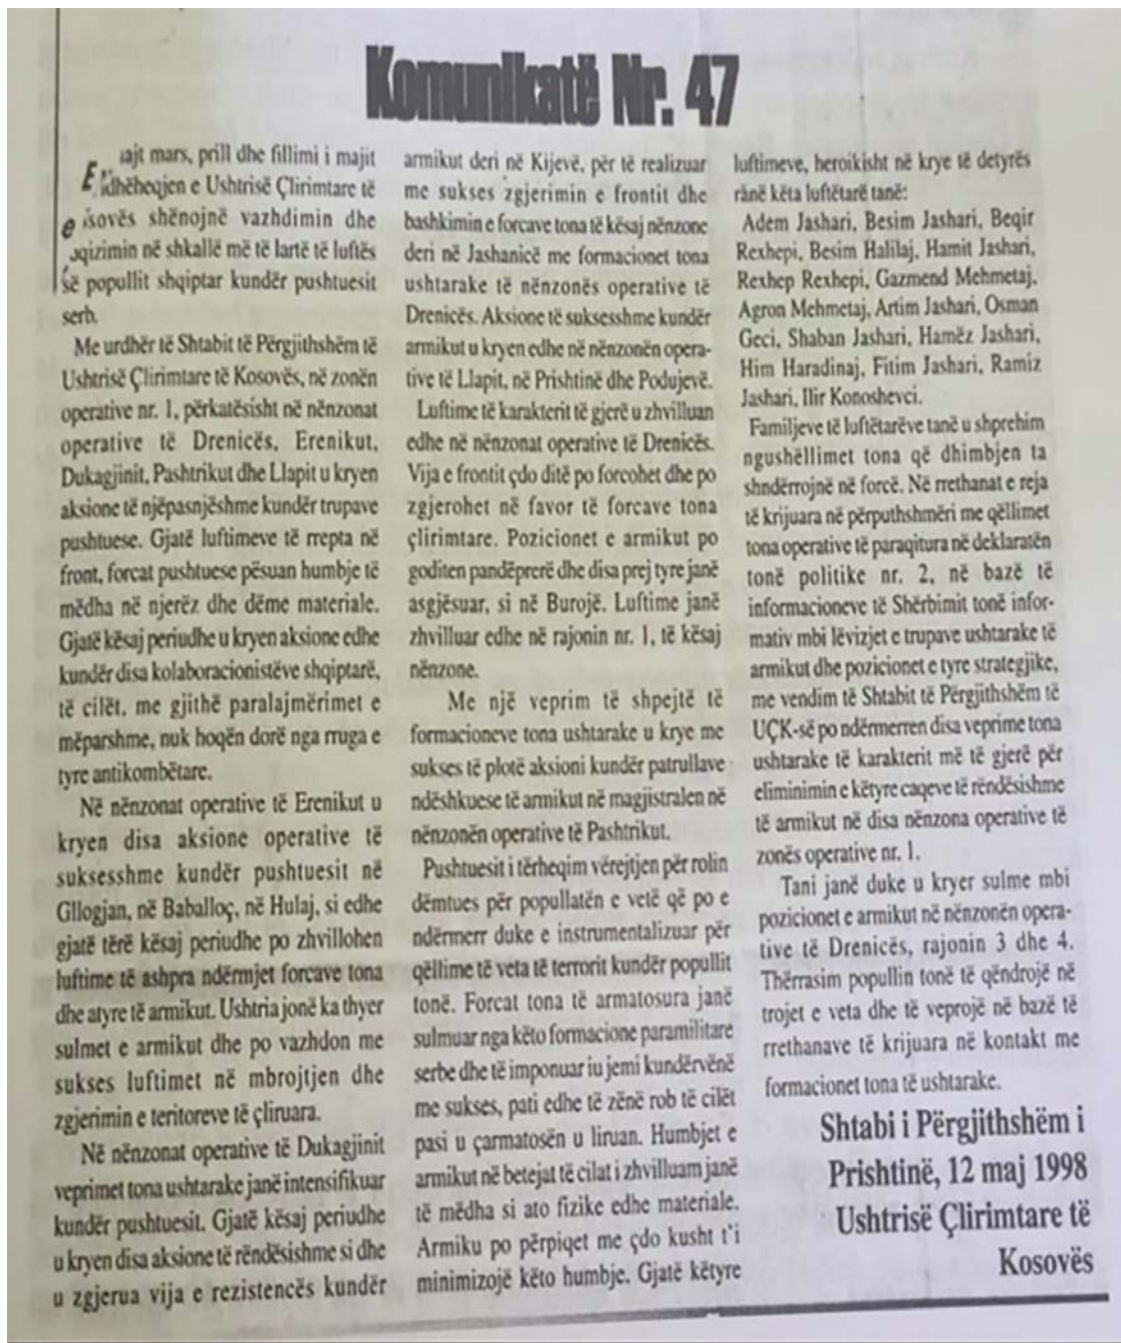 Komunikatë Nr. 47
mars, prill dhe fillimi i majit
e Ushtrisë Çlirimtare të
shënojnë vazhdimin dhe
në shkallë më të lartë të luftës
së popullit shqiptar kundër pushtuesit
serb.
Me urdhër të Shtabit të Përgjithshëm të
Ushtrisë Çlirimtare të Kosovës, në zonën
operative nr. 1, përkatësisht në nënzonat
operative të Drenicës, Erenikut,
Dukagjinit, Pashtrikut dhe Llapit u kryen
aksione të njëpasnjëshme kundër trupave
pushtuese. Gjatë luftimeve të rrepta në
front, forcat pushtuese pësuan humbje të
mëdha në njerëz dhe dëme materiale.
Gjatë kësaj periudhe u kryen aksione edhe
kundër disa kolaboracionistëve shqiptarë,
të cilët, me gjithë paralajmërimet e
mëparshme, nuk hoqën dorë nga rruga e
tyre antikombëtare.
Në nënzonat operative të Erenikut u
kryen disa aksione operative të
suksesshme kundër pushtuesit në
Gllogjan, në Baballoç, në Hulaj, si edhe
gjatë tërë kësaj periudhe po zhvillohen
luftime të ashpra ndërmjet forcave tona
dhe atyre të armikut. Ushtria jonë ka thyer
sulmet e armikut dhe po vazhdon me
sukses luftimet në mbrojtjen dhe
zgjerimin e teritoreve të çliruara.
Në nënzonat operative të Dukagjinit
veprimet tona ushtarake janë intensifikuar
kundër pushtuesit. Gjatë kësaj periudhe
u kryen disa aksione të rëndësishme si dhe
u zgjerua vija e rezistencës kundër
armikut deri në Kijevë, për të realizuar
me sukses zgjerimin e frontit dhe
bashkimin e forcave tona të kësaj nënzone
deri në Jashanicë me formacionet tona
ushtarake të nënzonës operative të
Drenicës. Aksione të suksesshme kundër
armikut u kryen edhe në nënzonën opera-
tive të Llapit, në Prishtinë dhe Podujevë.
Luftime të karakterit të gjerë u zhvilluan
edhe në nënzonat operative të Drenicës.
Vija e frontit çdo ditë po forcohet dhe po
zgjerohet në favor të forcave tona
çlirimtare. Pozicionet e armikut po
goditen pandëprerë dhe disa prej tyre janë
asgjësuar, si në Burojë. Luftime janë
zhvilluar edhe në rajonin nr. 1, të kësaj
nënzone.
Me një veprim të shpejtë të
formacioneve tona ushtarake u krye me
sukses të plotë aksioni kundër patrullave
ndëshkuese të armikut në magjistralen në
nënzonën operative të Pashtrikut.
Pushtuesit i tërheqim vërejtjen për rolin
dëmtues për popullatën e vetë që po e
ndërmerr duke e instrumentalizuar për
qëllime të veta të terrorit kundër popullit
tonë. Forcat tona të armatosura janë
sulmuar nga këto formacione paramilitare
serbe dhe të imponuar iu jemi kundërvënë
me sukses, pati edhe të zënë rob të cilët
pasi u çarmatosën u liruan. Humbjet e
armikut në betejat të cilat i zhvilluam janë
të mëdha si ato fizike edhe materiale.
Armiku po përpiqet me çdo kusht t'i
minimizojë këto humbje. Gjatë këtyre
luftimeve, heroikisht në krye të detyrës
rânë këta luftëtarë tanë:
Adem Jashari, Besim Jashari, Beqir
Rexhepi, Besim Halilaj, Hamit Jashari,
Rexhep Rexhepi, Gazmend Mehmetaj,
Agron Mehmetaj, Artim Jashari, Osman
Geci, Shaban Jashari, Hamëz Jashari,
Him Haradinaj, Fitim Jashari, Ramiz
Jashari, Ilir Konoshevci.
Familjeve të luftëtarëve tanë u shprehim
ngushëllimet tona që dhimbjen ta
shndërrojnë në forcë. Në rrethanat e reja
të krijuara në përputhshmëri me qëllimet
tona operative të paraqitura në deklaratën
tonë politike nr. 2, në bazë të
informacioneve të Shërbimit tonë infor-
mativ mbi lëvizjet e trupave ushtarake të
armikut dhe pozicionet e tyre strategjike,
me vendim të Shtabit të Përgjithshëm të
UÇK-së po ndërmerren disa veprime tona
ushtarake të karakterit më të gjerë për
eliminimin e këtyre caqeve të rëndësishme
të armikut në disa nënzona operative të
zonës operative nr. 1.
Tani janë duke u kryer sulme mbi
pozicionet e armikut në nënzonën opera-
tive të Drenicës, rajonin 3 dhe 4.
Thërrasim popullin tonë të qëndrojë në
trojet e veta dhe të veprojë në bazë të
rrethanave të krijuara në kontakt me
formacionet tona të ushtarake.
Shtabi i Përgjithshëm i
Prishtinë, 12 maj 1998
Ushtrisë Çlirimtare të
Kosovës